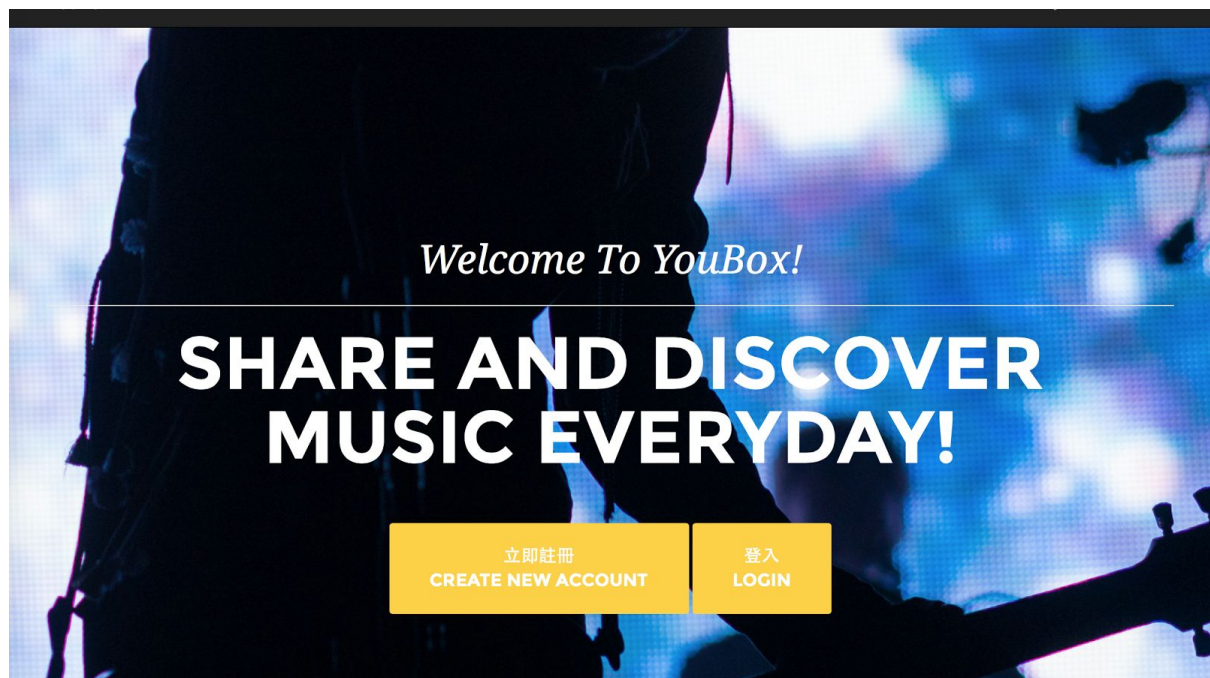 Welcome To YouBox!
SHARE AND DISCOVER
MUSIC EVERYDAY!
立即註冊
CREATE NEW ACCOUNT
登入
LOGIN